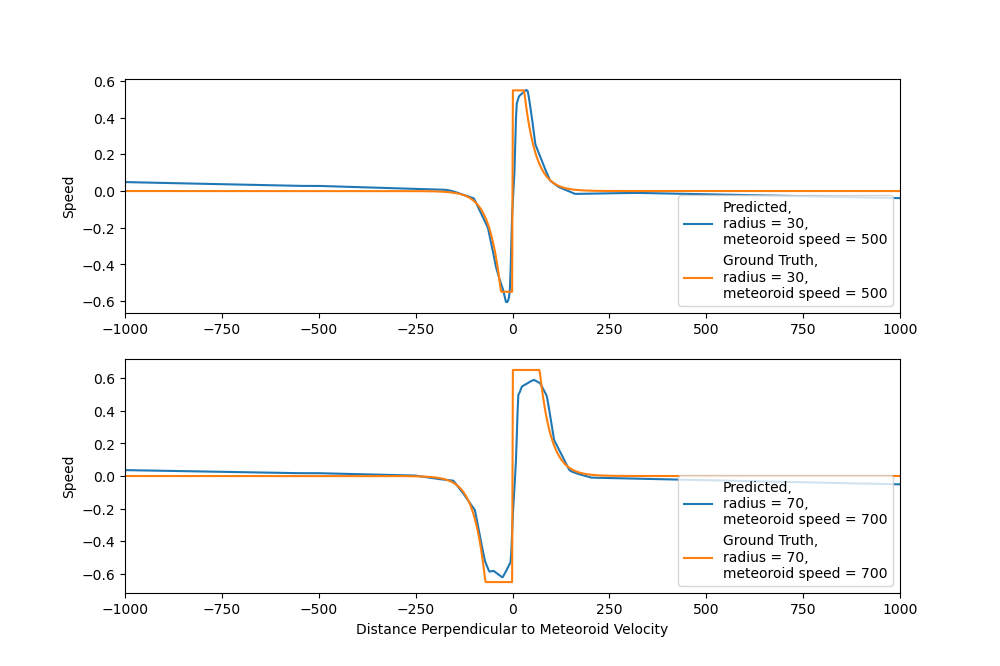 0.6
0.4
0.2
0.0
−0.2
−0.4
−0.6
Speed
−1000 −750 −500 −250 0 250 500 750 1000
Predicted,
radius = 30,
meteoroid speed = 500
Ground Truth,
radius = 30,
meteoroid speed = 500
0.6
0.4
0.2
0.0
−0.2
−0.4
−0.6
Speed
−1000 −750 −500 −250 0 250 500 750 1000
Predicted,
radius = 70,
meteoroid speed = 700
Ground Truth,
radius = 70,
meteoroid speed = 700
Distance Perpendicular to Meteoroid Velocity